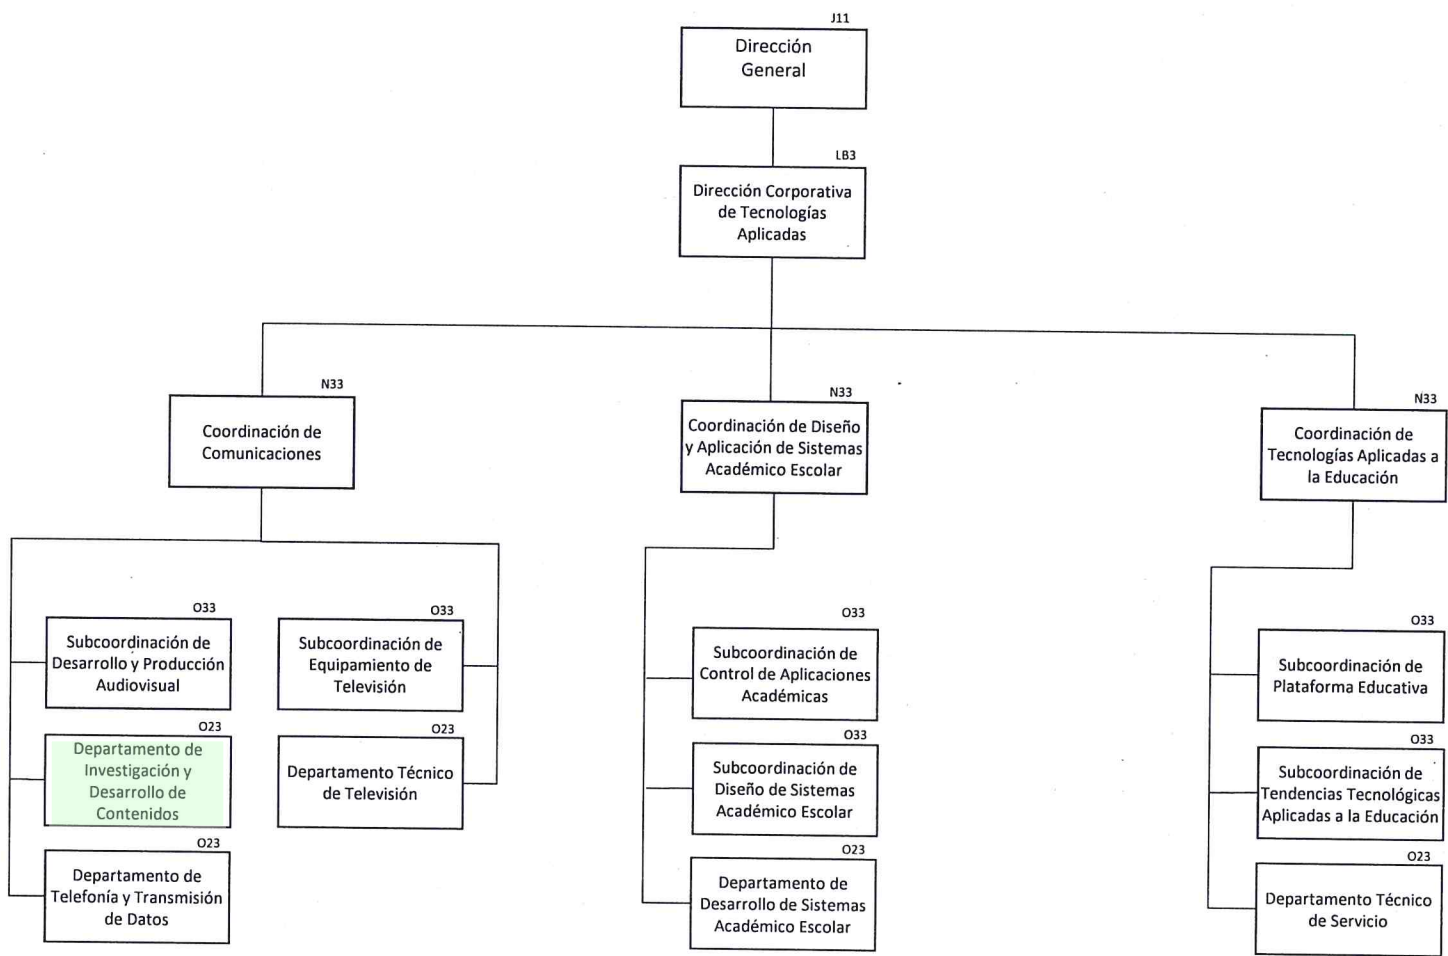 J11
Dirección
General
LB3
Dirección Corporativa
de Tecnologías
Aplicadas
N33
Coordinación de
Comunicaciones
N33
Coordinación de Diseño
y Aplicación de Sistemas
Académico Escolar
N33
Coordinación de
Tecnologías Aplicadas a
la Educación
O33
Subcoordinación de
Desarrollo y Producción
Audiovisual
O33
Subcoordinación de
Equipamiento de
Televisión
O23
Departamento de
Investigación y
Desarrollo de
Contenidos
O23
Departamento Técnico
de Televisión
O23
Departamento de
Telefonía y Transmisión
de Datos
O33
Subcoordinación de
Control de Aplicaciones
Académicas
O33
Subcoordinación de
Diseño de Sistemas
Académico Escolar
O23
Departamento de
Desarrollo de Sistemas
Académico Escolar
O33
Subcoordinación de
Plataforma Educativa
O33
Subcoordinación de
Tendencias Tecnológicas
Aplicadas a la Educación
O23
Departamento Técnico
de Servicio